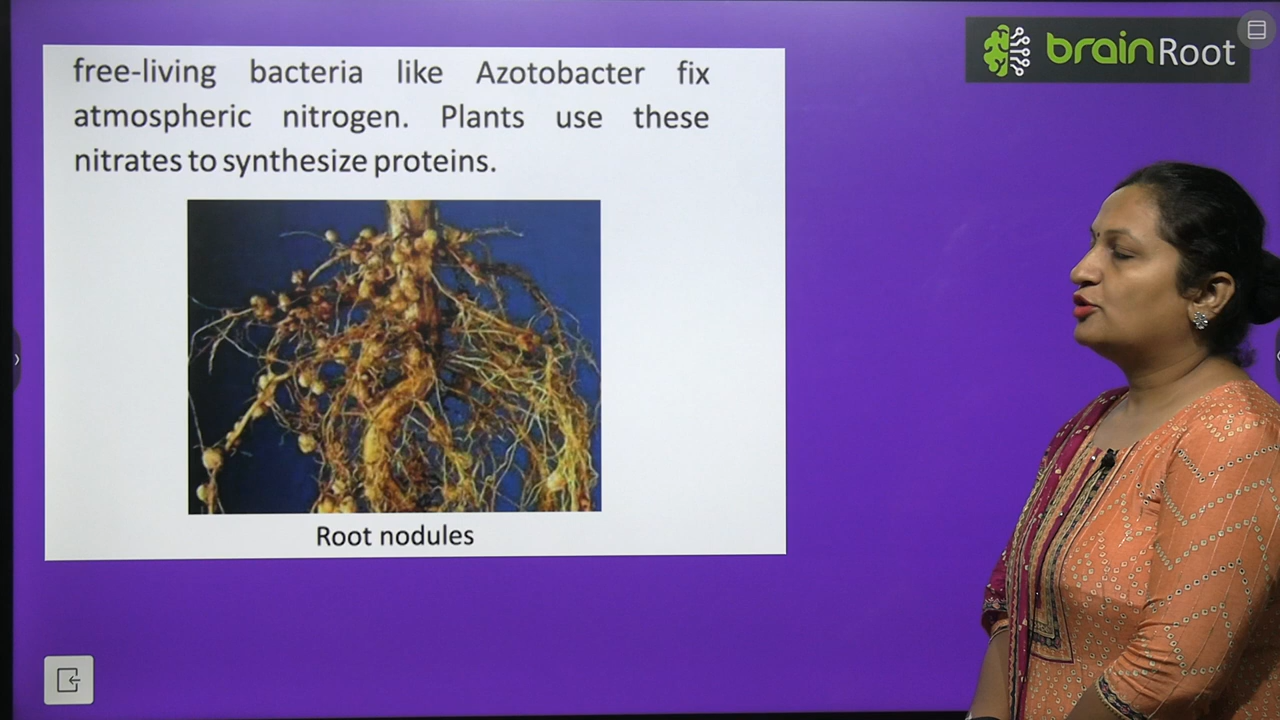 free-living bacteria like Azotobacter fix
atmospheric nitrogen. Plants use these
nitrates to synthesize proteins.
Root nodules
brainRoot